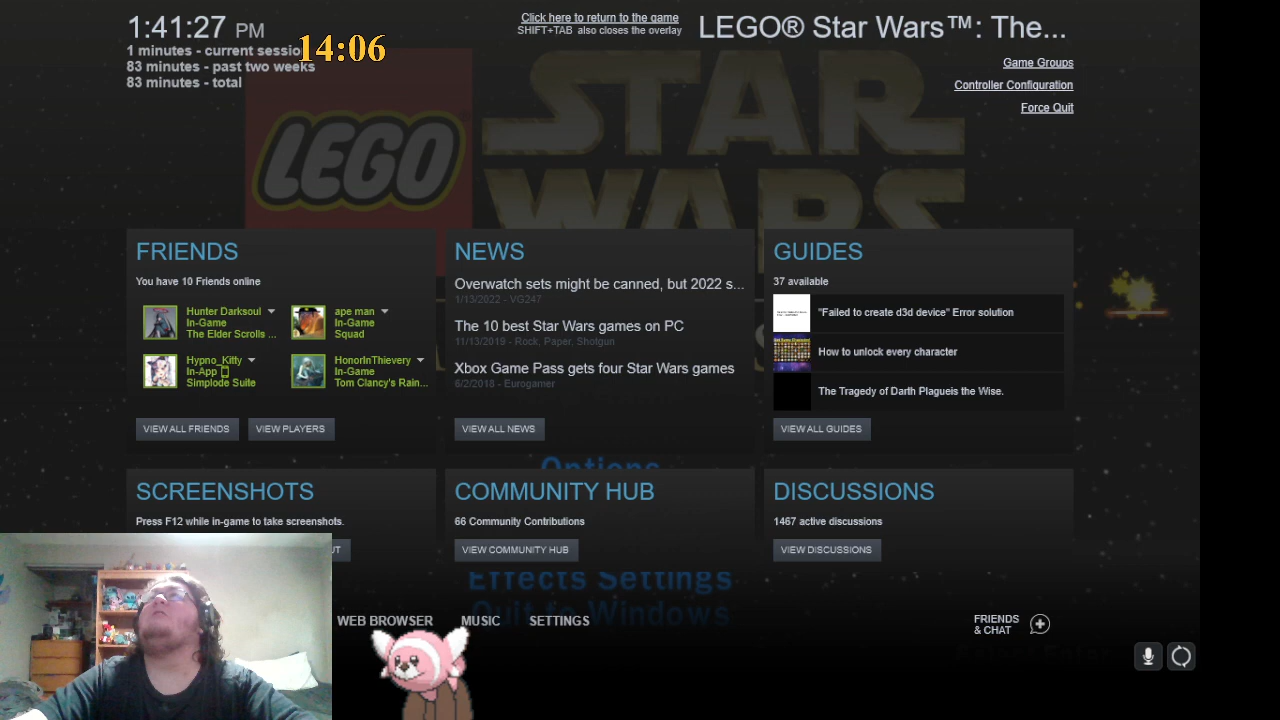 1:41:27 PM
1 minutes - current sessio
83 minutes - past two weeks
83 minutes - total
14:06
Click here to return to the game
SHIFT+TAB also closes the overlay
LEGO® Star Wars™: The...
Game Groups
Controller Configuration
Force Quit
LEGO
STAR
WARS
FRIENDS
You have 10 Friends online
Hunter Darksoul
In-Game
The Elder Scrolls ...
ape man
In-Game
Squad
Hypno_Kitty
In-App
Simplode Suite
HonorInThievery
In-Game
Tom Clancy's Rain...
VIEW ALL FRIENDS
VIEW PLAYERS
NEWS
Overwatch sets might be canned, but 2022 s...
1/13/2022 - VG247
The 10 best Star Wars games on PC
11/13/2019 - Rock, Paper, Shotgun
Xbox Game Pass gets four Star Wars games
6/2/2018 - Eurogamer
VIEW ALL NEWS
GUIDES
37 available
"Failed to create d3d device" Error solution
How to unlock every character
The Tragedy of Darth Plagueis the Wise.
VIEW ALL GUIDES
Options
SCREENSHOTS
Press F12 while in-game to take screenshots.
UT
COMMUNITY HUB
66 Community Contributions
VIEW COMMUNITY HUB
DISCUSSIONS
1467 active discussions
VIEW DISCUSSIONS
Effects Settings
Quit to Windows
WEB BROWSER
MUSIC
SETTINGS
FRIENDS
& CHAT